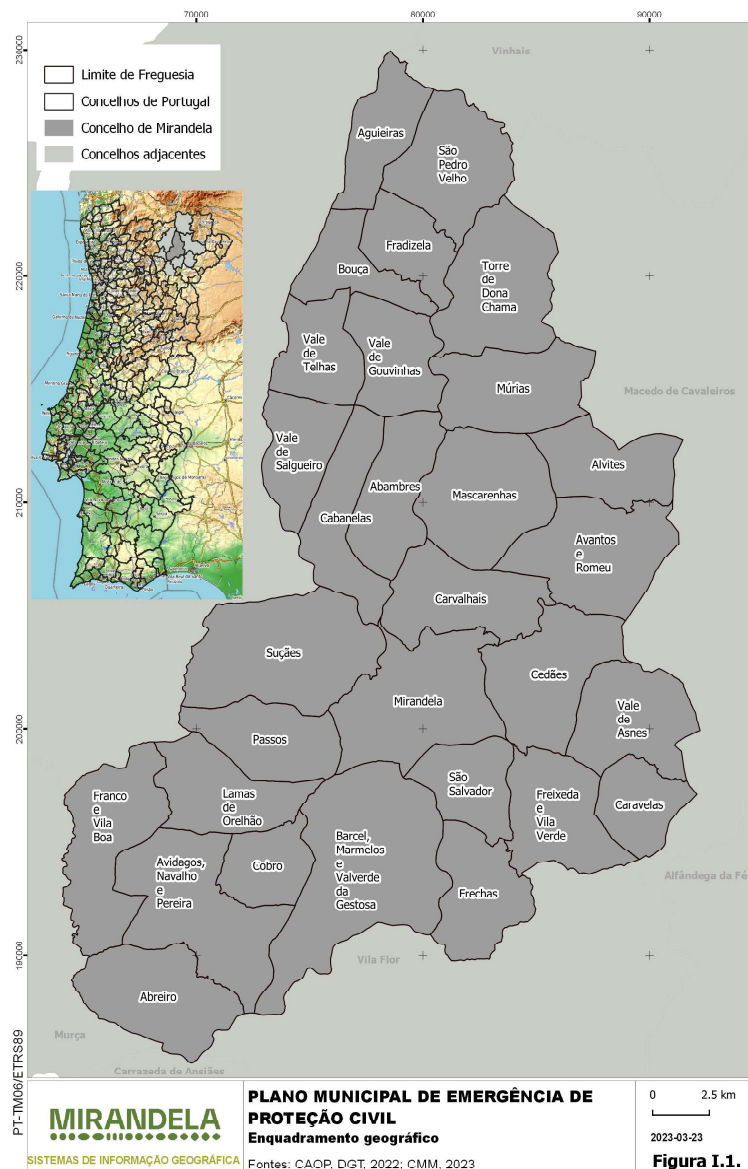 70000
80000
90000
230000
220000
210000
200000
190000
Limite de Freguesia
Concelhos de Portugal
Concelho de Mirandela
Concelhos adjacentes
Vinhais
Aguieiras
São
Pedro
Velho
Fradizela
Bouça
Torre
de
Dona
Chama
Vale
de
Telhas
Vale
de
Gouvinhas
Múrias
Macedo de Cavaleiros
Vale
de
Salgueiro
Alvites
Abambres
Mascarenhas
Cabanelas
Avantos
e
Romeu
Carvalhais
Suçães
Cedães
Mirandela
Vale
de
Asnes
Passos
São
Salvador
Franco
e
Vila
Boa
Lamas
de
Orelhão
Freixeda
e
Vila
Verde
Caravelas
Barcel,
Marmelos
e
Valverde
da
Gestosa
Avidagos,
Navalho
e
Pereira
Cobro
Frechas
Alfândega da Fé
Vila Flor
Abreiro
Murça
Carrazeda de Ansiães
PT-TM06/ETRS89
MIRANDELA
SISTEMAS DE INFORMAÇÃO GEOGRÁFICA
PLANO MUNICIPAL DE EMERGÊNCIA DE
PROTEÇÃO CIVIL
Enquadramento geográfico
Fontes: CAOP, DGT, 2022; CMM, 2023
0 2.5 km
2023-03-23
Figura I.1.